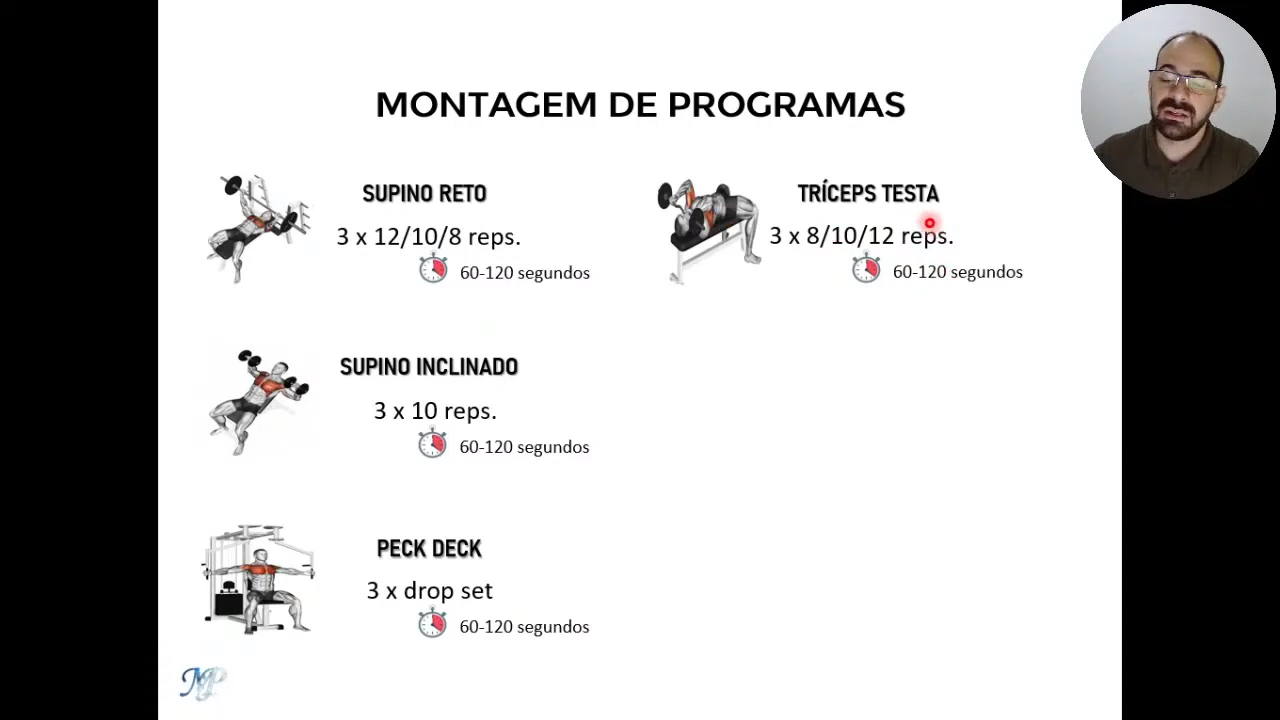 MONTAGEM DE PROGRAMAS
SUPINO RETO
3 x 12/10/8 reps.
60-120 segundos
SUPINO INCLINADO
3 x 10 reps.
60-120 segundos
PECK DECK
3 x drop set
60-120 segundos
TRÍCEPS TESTA
3 x 8/10/12 reps.
60-120 segundos
MP